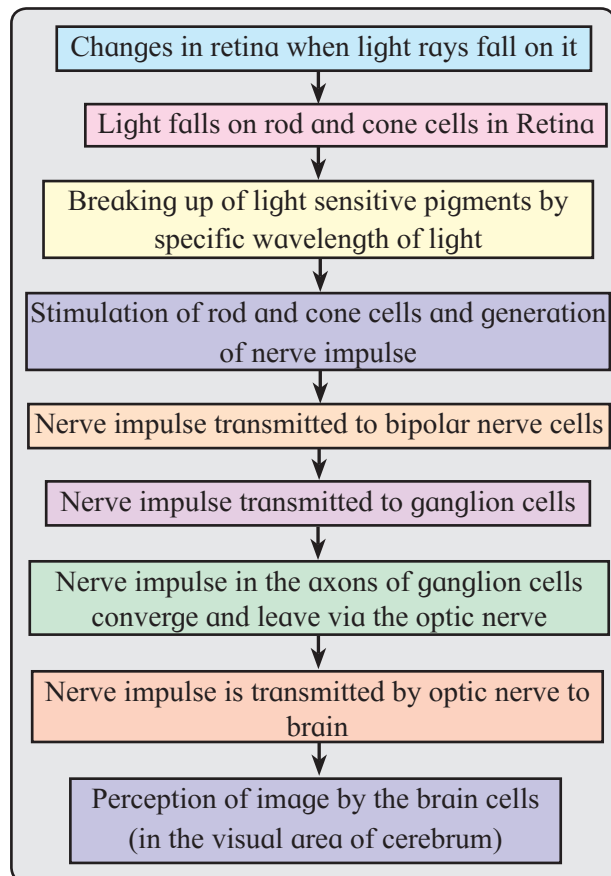 Changes in retina when light rays fall on it
Light falls on rod and cone cells in Retina
Breaking up of light sensitive pigments by
specific wavelength of light
Stimulation of rod and cone cells and generation
of nerve impulse
Nerve impulse transmitted to bipolar nerve cells
Nerve impulse transmitted to ganglion cells
Nerve impulse in the axons of ganglion cells
converge and leave via the optic nerve
Nerve impulse is transmitted by optic nerve to
brain
Perception of image by the brain cells
(in the visual area of cerebrum)